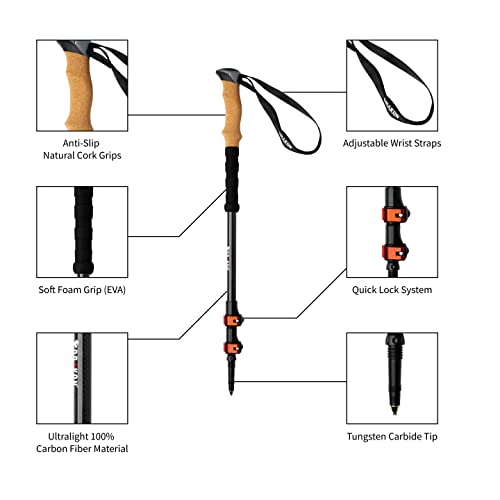 Anti-Slip
Natural Cork Grips
Adjustable Wrist Straps
Soft Foam Grip (EVA)
Quick Lock System
Ultralight 100%
Carbon Fiber Material
Tungsten Carbide Tip